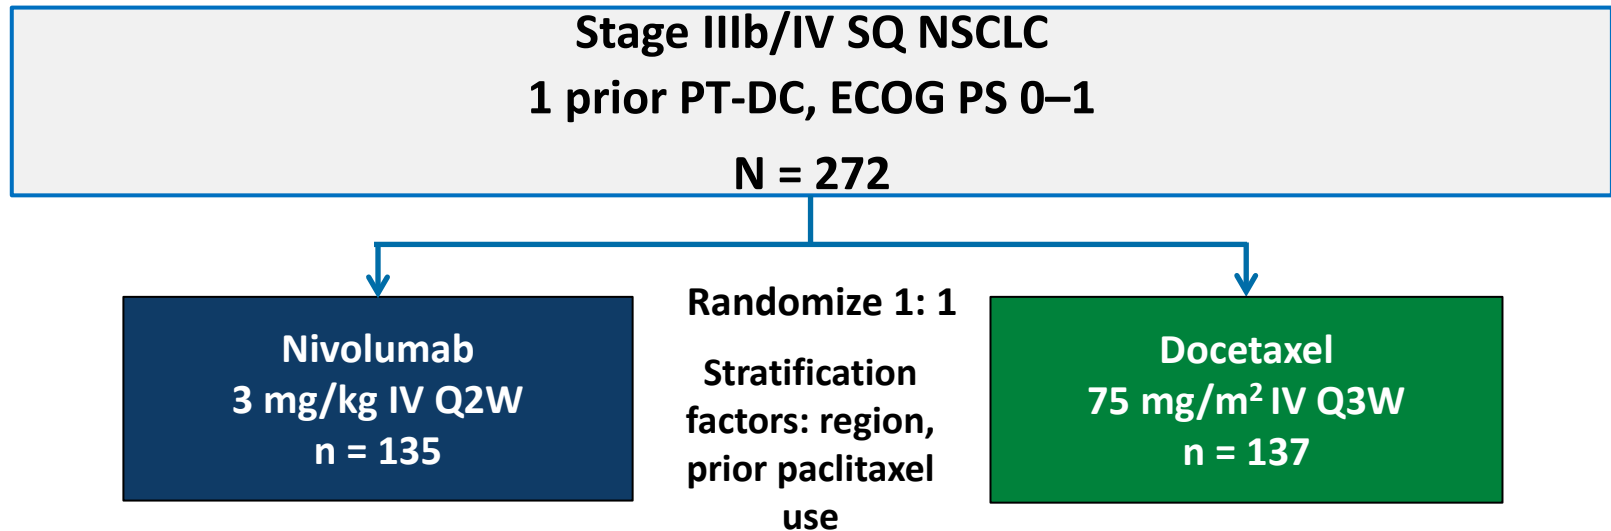 Stage IIIb/IV SQ NSCLC
1 prior PT-DC, ECOG PS 0–1
N = 272
Nivolumab
3 mg/kg IV Q2W
n = 135
Randomize 1: 1
Stratification
factors: region,
prior paclitaxel
use
Docetaxel
75 mg/m² IV Q3W
n = 137